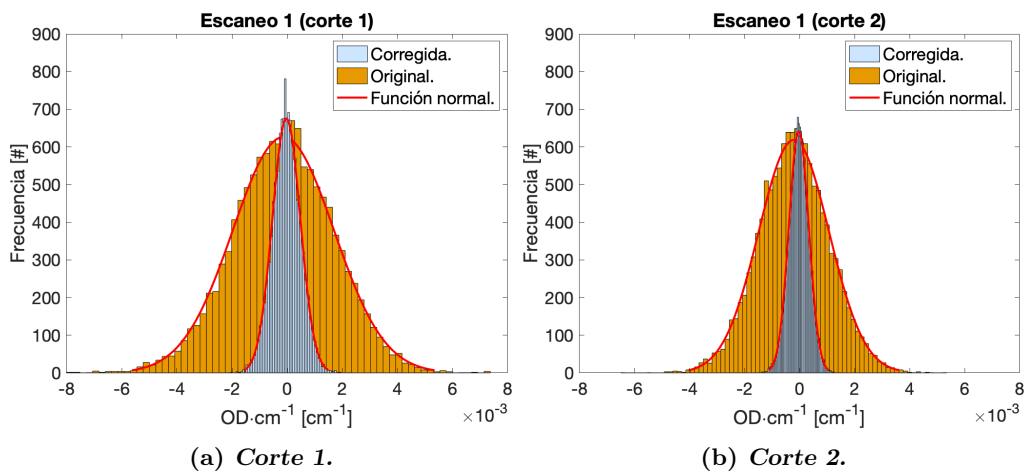 Escaneo 1 (corte 1)
900
800
700
600
500
400
300
200
100
0
Frecuencia [#]
Corregida.
Original.
Función normal.
-8 -6 -4 -2 0 2 4 6 8
OD·cm⁻¹ [cm⁻¹]
×10⁻³
(a) Corte 1.
Escaneo 1 (corte 2)
900
800
700
600
500
400
300
200
100
0
Frecuencia [#]
Corregida.
Original.
Función normal.
-8 -6 -4 -2 0 2 4 6 8
OD·cm⁻¹ [cm⁻¹]
×10⁻³
(b) Corte 2.